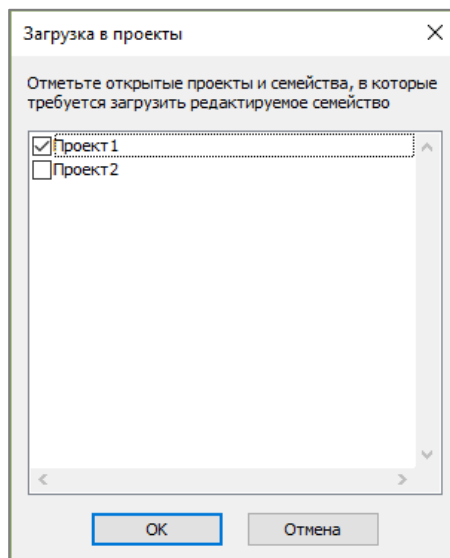 Загрузка в проекты
Отметьте открытые проекты и семейства, в которые
требуется загрузить редактируемое семейство
Проект1
Проект2
OK
Отмена